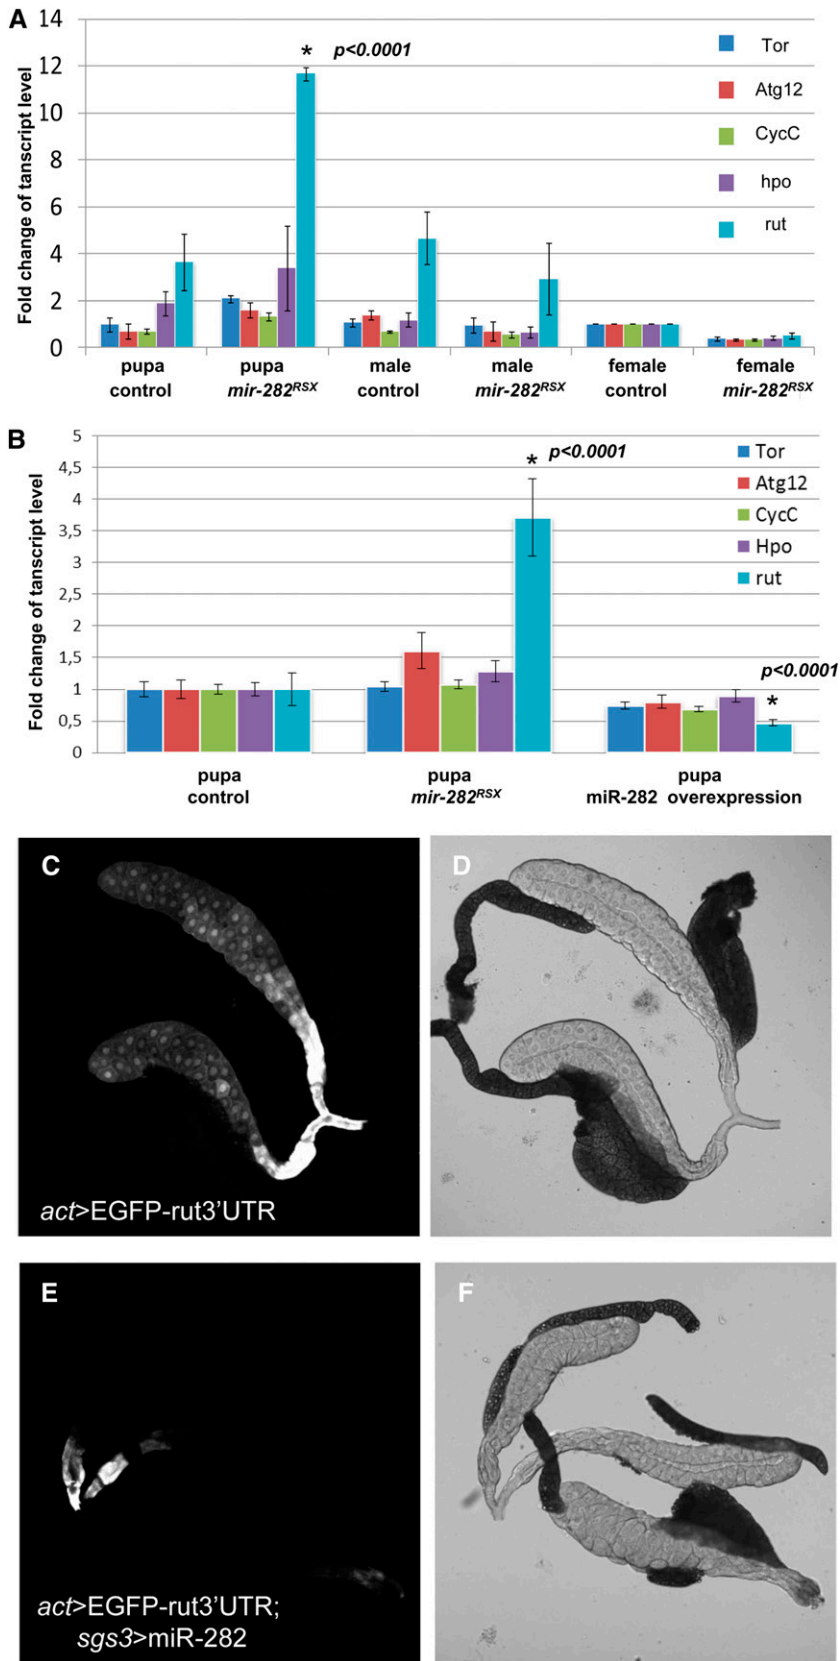 A
Fold change of tanscript level
14
12
10
8
6
4
2
0
* p<0.0001
Tor
Atg12
CycC
hpo
rut
pupa control
pupa mir-282RSX
male control
male mir-282RSX
female control
female mir-282RSX
B
Fold change of tanscript level
5
4,5
4
3,5
3
2,5
2
1,5
1
0,5
0
* p<0.0001
Tor
Atg12
CycC
Hpo
rut
p<0.0001
*
pupa control
pupa mir-282RSX
pupa miR-282 overexpression
C
act>EGFP-rut3'UTR
D
E
act>EGFP-rut3'UTR;
sgs3>miR-282
F